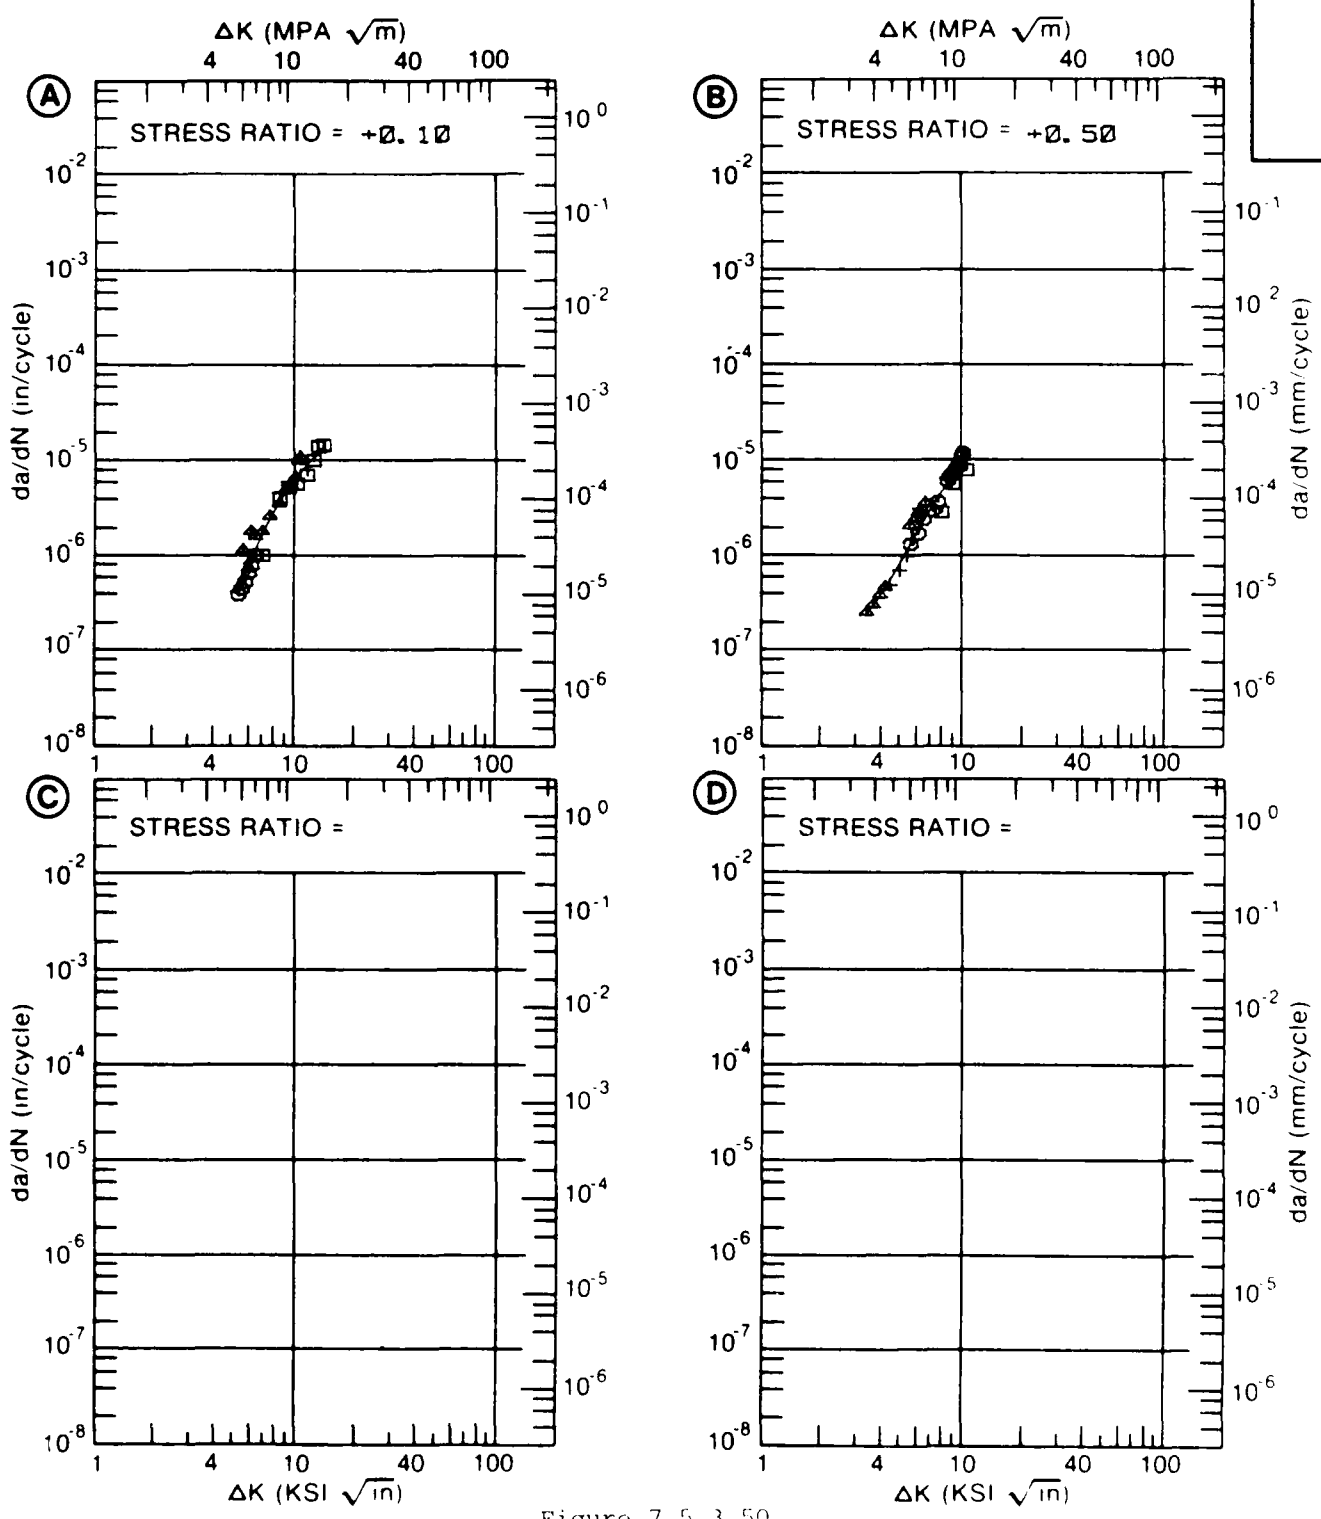 ΔK (MPA √m)
4 10 40 100
ΔK (MPA √m)
4 10 40 100
A
STRESS RATIO = +0.10
10^0
10^-2
10^-1
10^-3
10^-2
10^-4
10^-3
10^-5
10^-4
10^-6
10^-5
10^-7
10^-6
10^-8
da/dN (in/cycle)
1 4 10 40 100
B
STRESS RATIO = +0.50
10^-2
10^-1
10^-3
10^2
10^-4
10^-3
10^-5
10^-4
10^-6
10^-5
10^-7
10^-6
10^-8
da/dN (mm/cycle)
1 4 10 40 100
C
STRESS RATIO =
10^0
10^-2
10^-1
10^-3
10^-2
10^-4
10^-3
10^-5
10^-4
10^-6
10^-5
10^-7
10^-6
10^-8
da/dN (in/cycle)
1 4 10 40 100
ΔK (KSI √in)
D
STRESS RATIO =
10^0
10^-2
10^-1
10^-3
10^-2
10^-4
10^-3
10^-5
10^-4
10^-6
10^-5
10^-7
10^-6
10^-8
da/dN (mm/cycle)
1 4 10 40 100
ΔK (KSI √in)
Figure 7.5.3.50